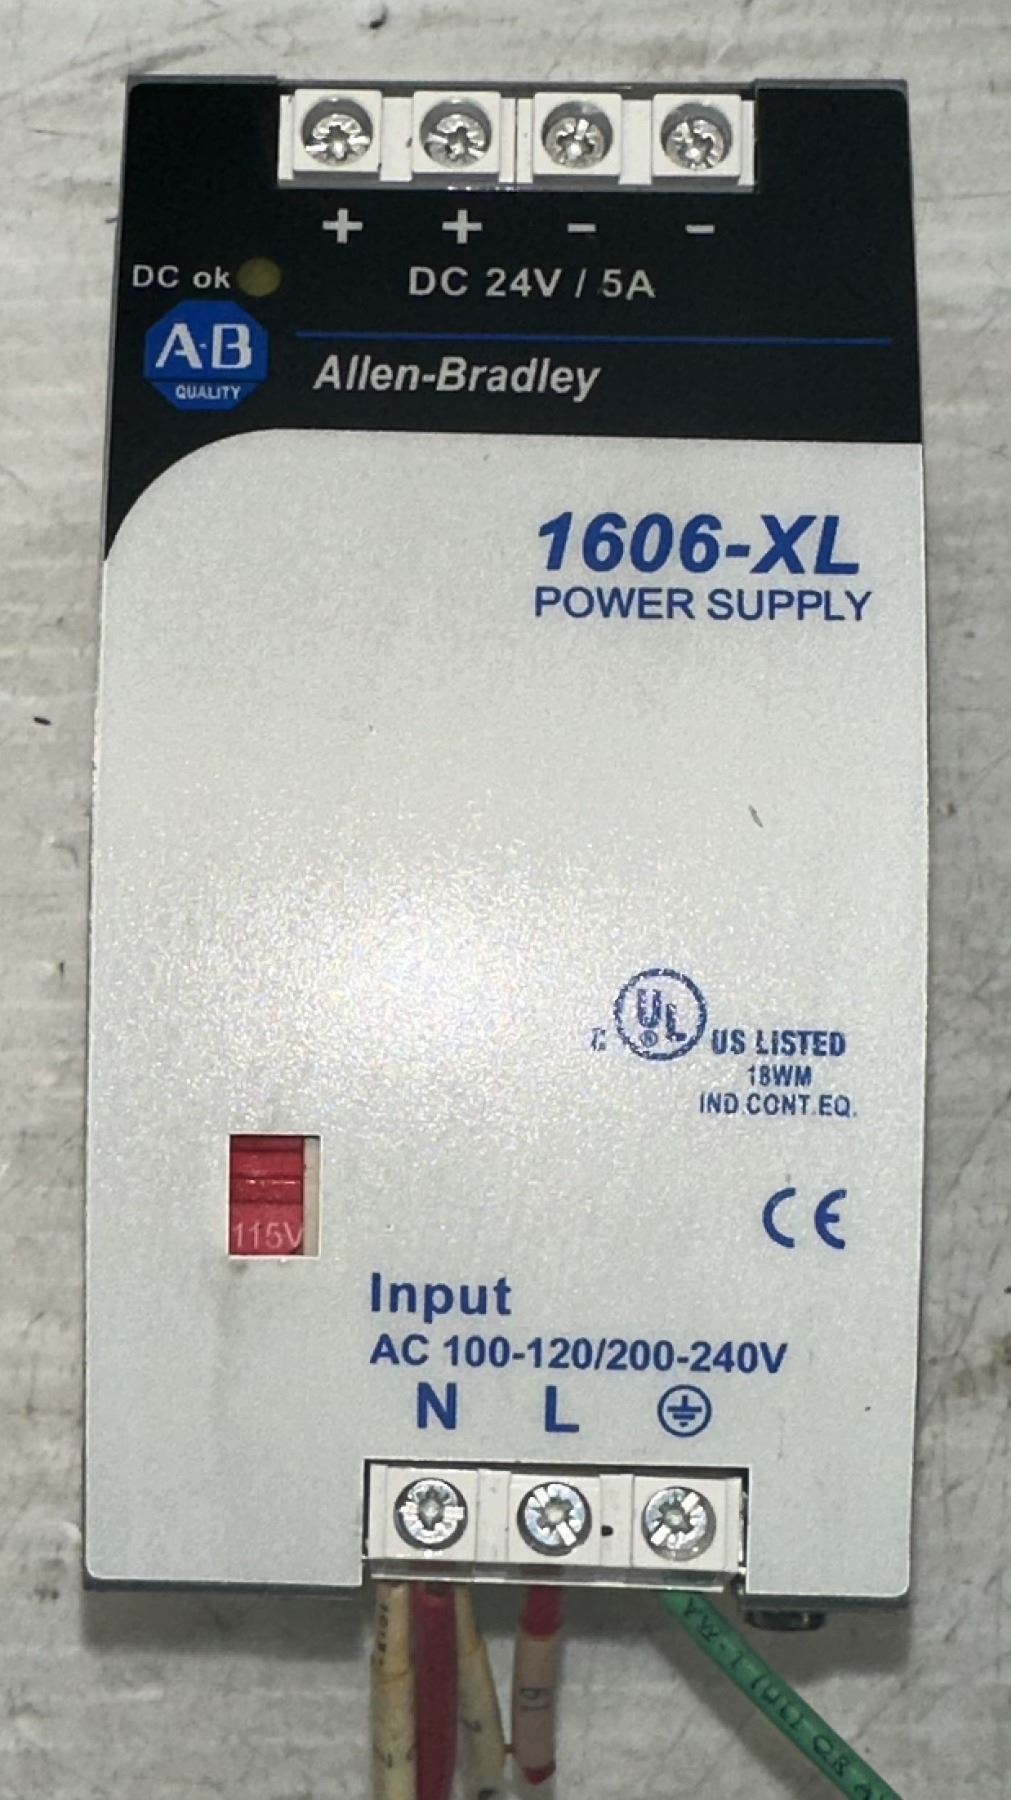 + + - -
DC ok
DC 24V / 5A
A·B
QUALITY
Allen-Bradley
1606-XL
POWER SUPPLY
C UL ® US LISTED
18WM
IND.CONT.EQ.
115V
CE
Input
AC 100-120/200-240V
N L